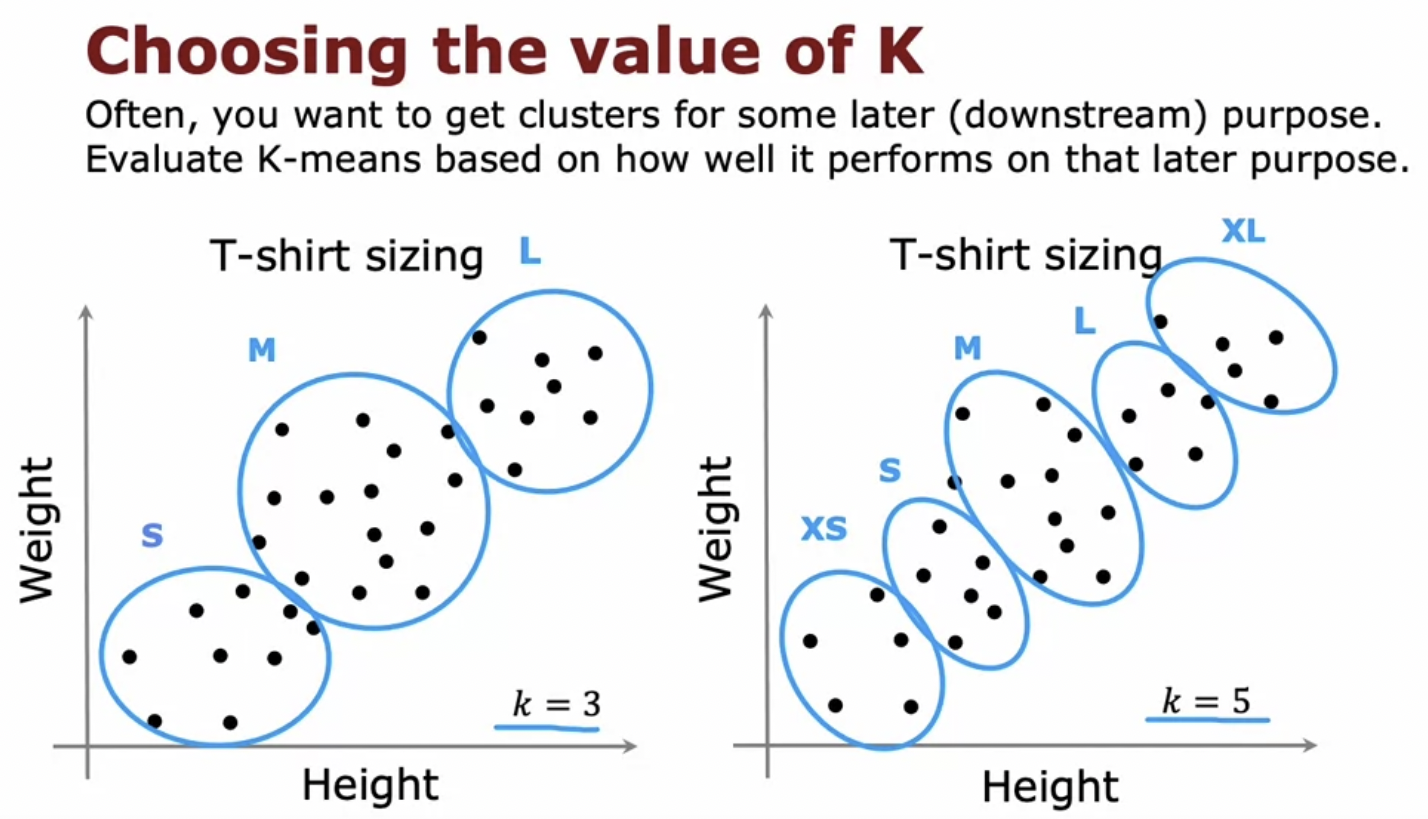 Choosing the value of K
Often, you want to get clusters for some later (downstream) purpose.
Evaluate K-means based on how well it performs on that later purpose.
T-shirt sizing
L
M
S
Weight
k = 3
Height
T-shirt sizing
XL
L
M
S
XS
Weight
k = 5
Height